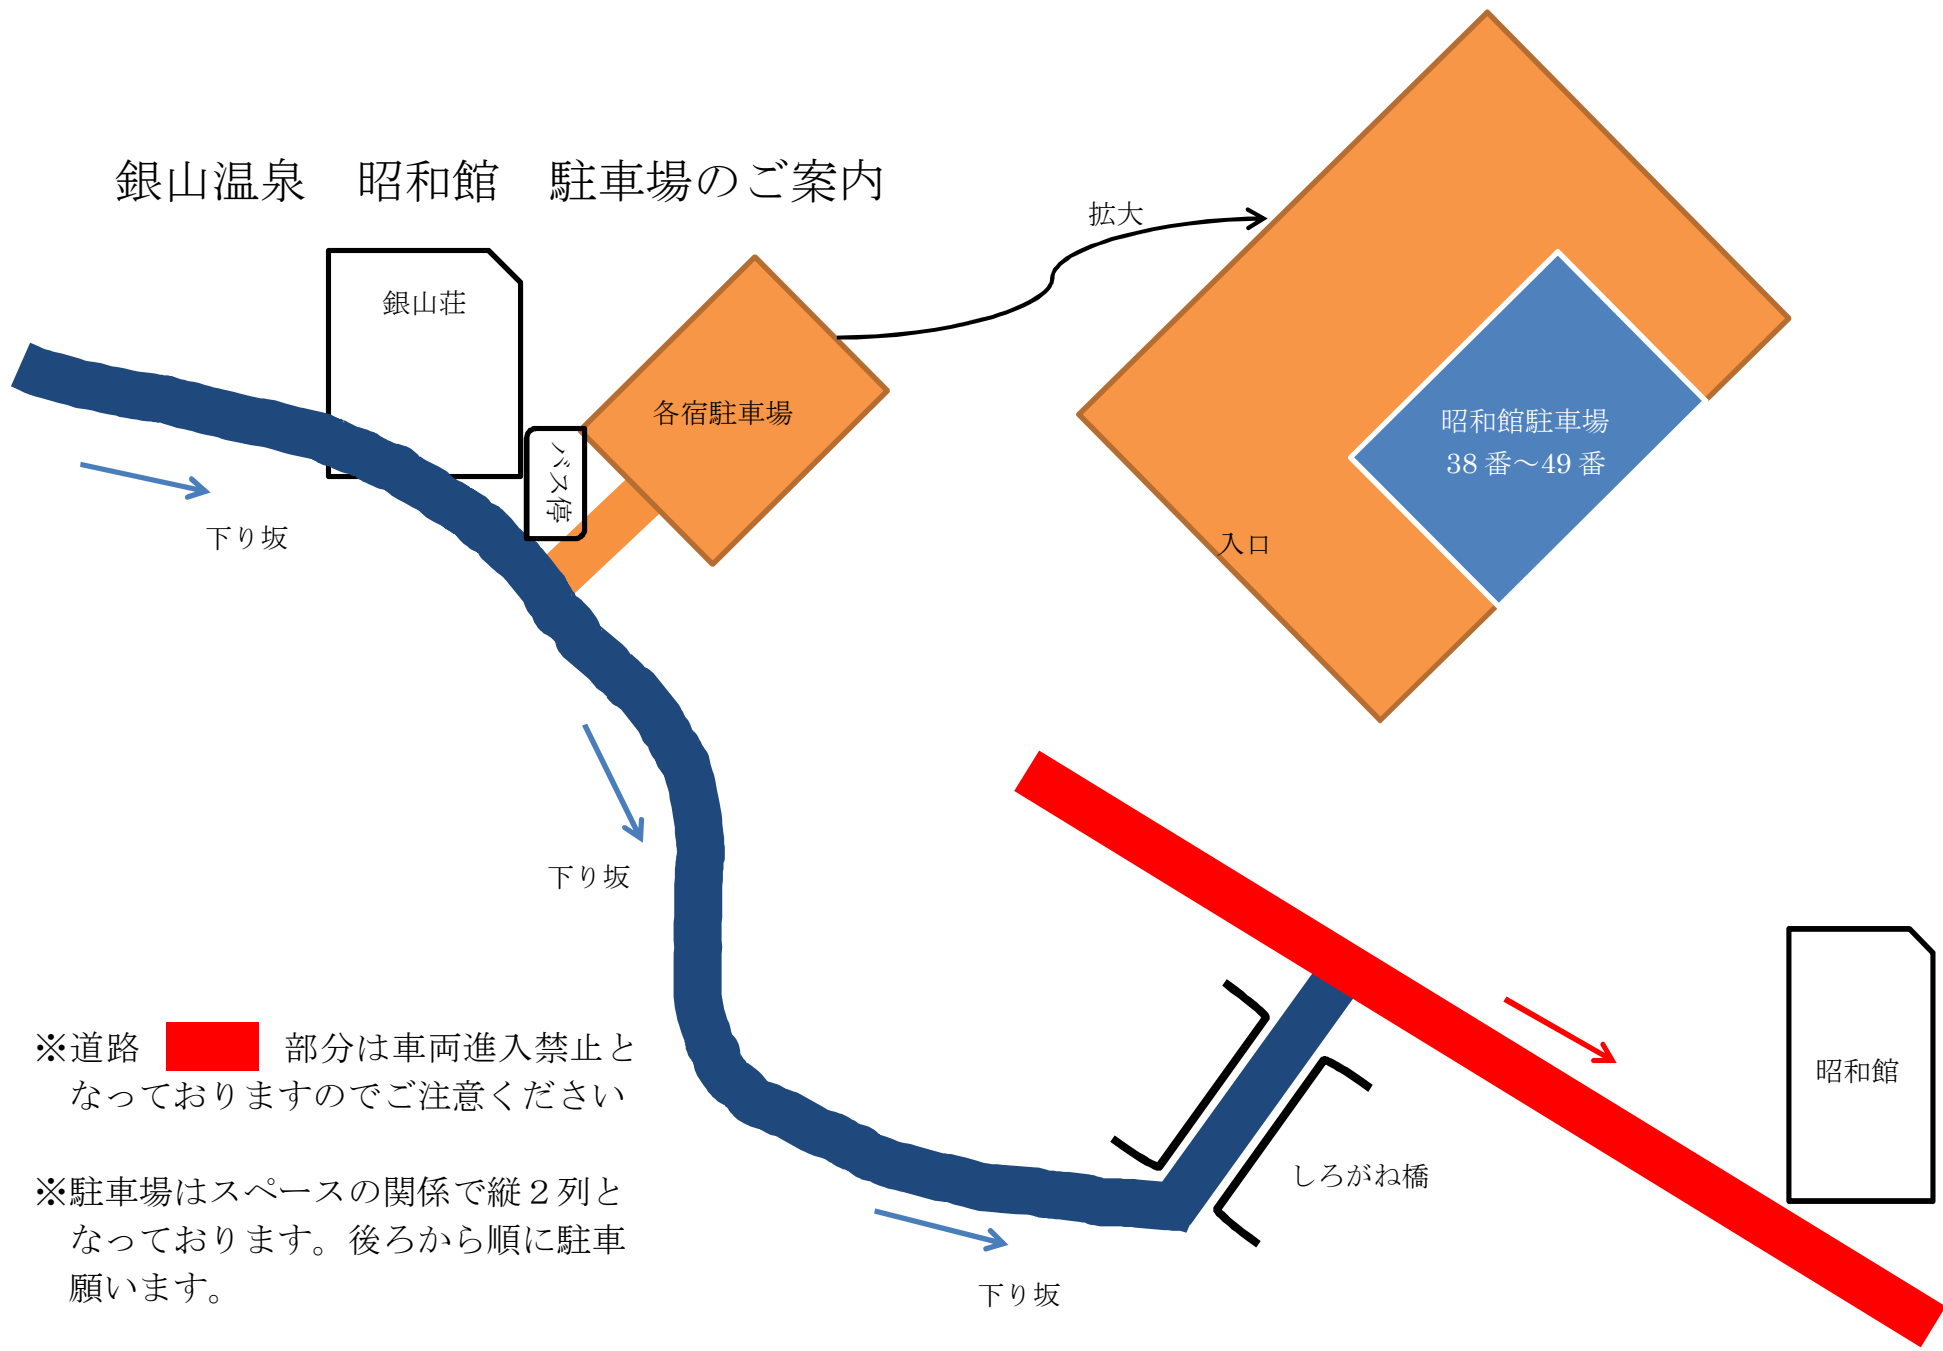 銀山温泉　昭和館　駐車場のご案内
拡大
銀山荘
各宿駐車場
バス停
昭和館駐車場
38番～49番
入口
下り坂
下り坂
※道路　部分は車両進入禁止と
なっておりますのでご注意ください
昭和館
しろがね橋
※駐車場はスペースの関係で縦２列と
なっております。後ろから順に駐車
願います。
下り坂